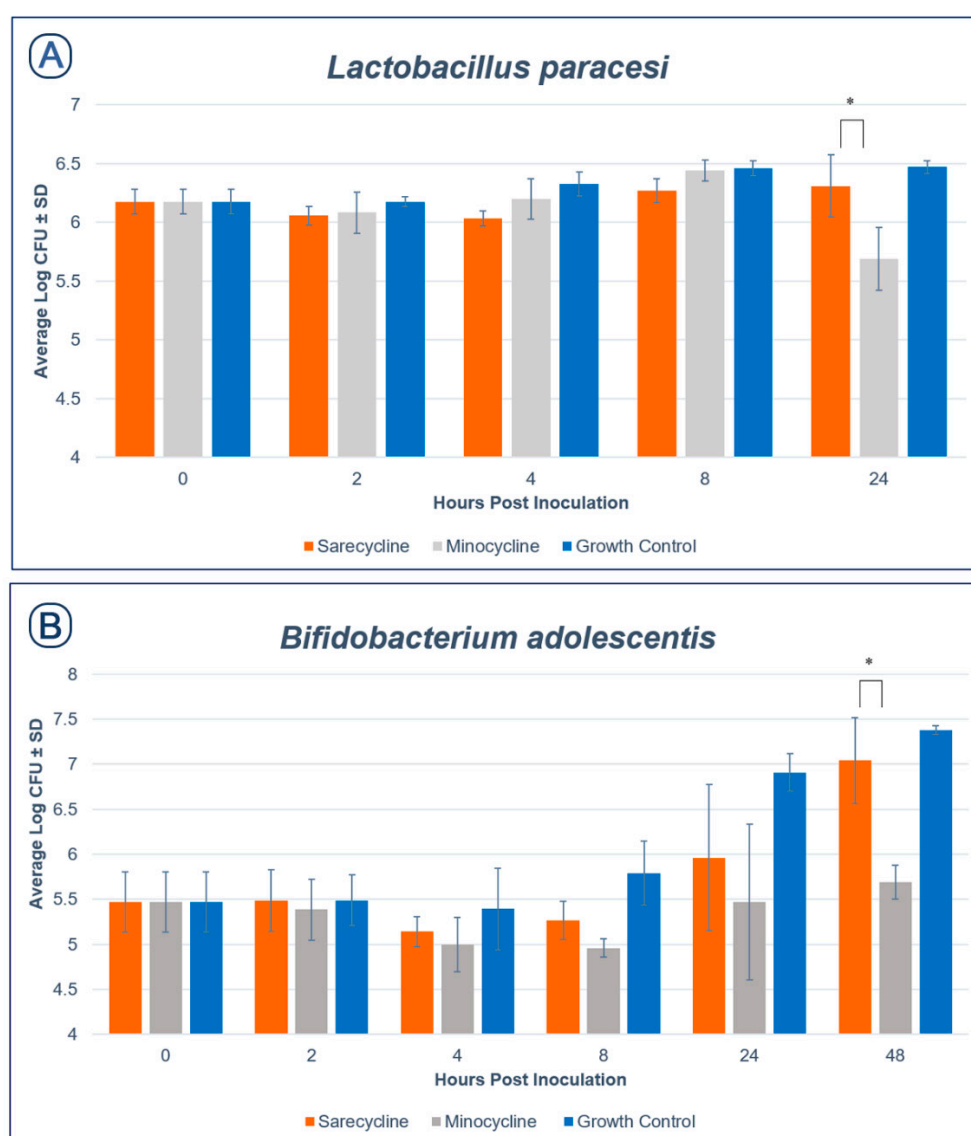 A
Lactobacillus paracesi
Average Log CFU ± SD
7
6.5
6
5.5
5
4.5
4
*
0 2 4 8 24
Hours Post Inoculation
Sarecycline Minocycline Growth Control
B
Bifidobacterium adolescentis
Average Log CFU ± SD
8
7.5
7
6.5
6
5.5
5
4.5
4
*
0 2 4 8 24 48
Hours Post Inoculation
Sarecycline Minocycline Growth Control